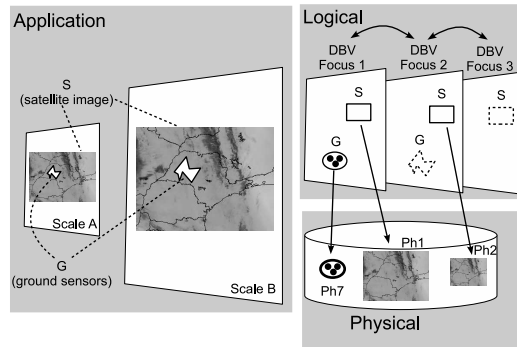 Application
S
(satellite image)
Scale A
G
(ground sensors)
Scale B
Logical
DBV
Focus 1
DBV
Focus 2
DBV
Focus 3
S
S
S
G
G
Ph1
Ph2
Ph7
Physical